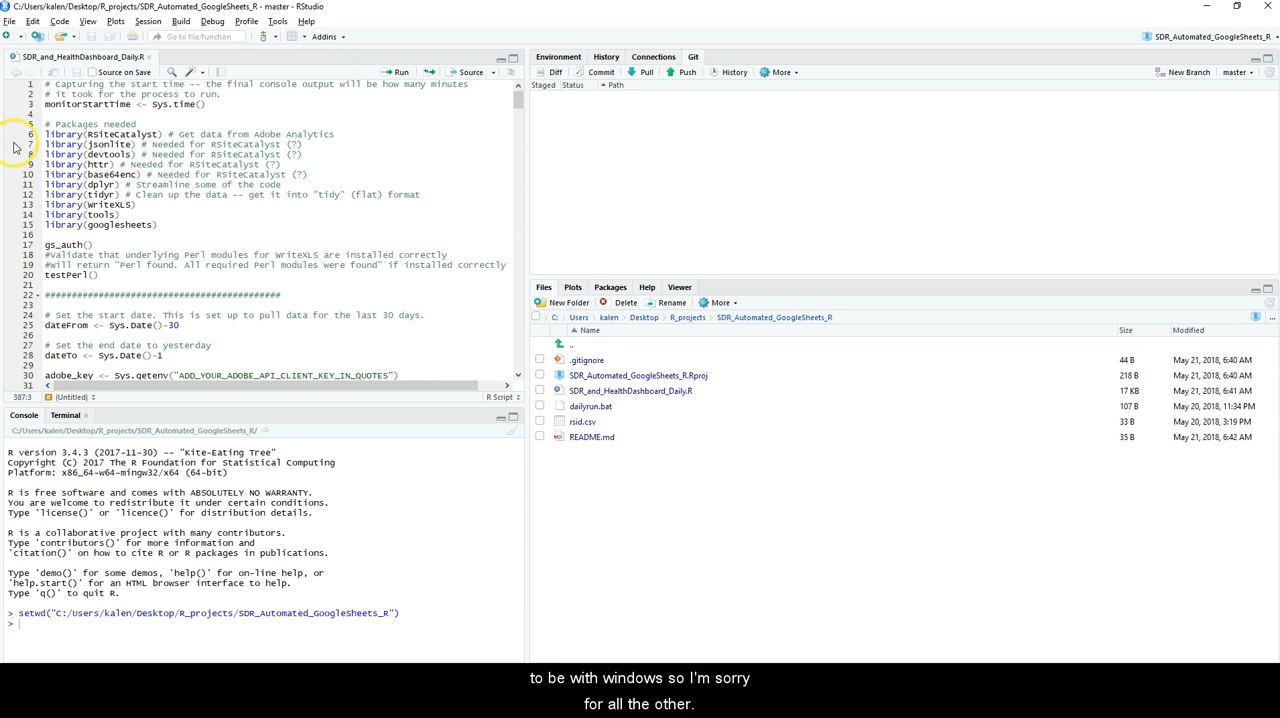 C:/Users/kalen/Desktop/R_projects/SDR_Automated_GoogleSheets_R - master - RStudio
File Edit Code View Plots Session Build Debug Profile Tools Help
Go to file/function Addins SDR_Automated_GoogleSheets_R
SDR_and_HealthDashboard_Daily.R
Source on Save Run Source
1 # Capturing the start time -- the final console output will be how many minutes
2 # it took for the process to run.
3 monitorStartTime <- Sys.time()
4
5 # Packages needed
6 library(RSiteCatalyst) # Get data from Adobe Analytics
7 library(jsonlite) # Needed for RSiteCatalyst (?)
8 library(devtools) # Needed for RSiteCatalyst (?)
9 library(httr) # Needed for RSiteCatalyst (?)
10 library(base64enc) # Needed for RSiteCatalyst (?)
11 library(dplyr) # Streamline some of the code
12 library(tidyr) # Clean up the data -- get it into "tidy" (flat) format
13 library(WriteXLS)
14 library(tools)
15 library(googlesheets)
16
17 gs_auth()
18 #Validate that underlying Perl modules for WriteXLS are installed correctly
19 #Will return "Perl found. All required Perl modules were found" if installed correctly
20 testPerl()
21
22 ############################################
23
24 # Set the start date. This is set up to pull data for the last 30 days.
25 dateFrom <- Sys.Date()-30
26
27 # Set the end date to yesterday
28 dateTo <- Sys.Date()-1
29
30 adobe_key <- Sys.getenv("ADD_YOUR_ADOBE_API_CLIENT_KEY_IN_QUOTES")
31
387:3 (Untitled) R Script
Console Terminal
C:/Users/kalen/Desktop/R_projects/SDR_Automated_GoogleSheets_R/
R version 3.4.3 (2017-11-30) -- "Kite-Eating Tree"
Copyright (C) 2017 The R Foundation for Statistical Computing
Platform: x86_64-w64-mingw32/x64 (64-bit)
R is free software and comes with ABSOLUTELY NO WARRANTY.
You are welcome to redistribute it under certain conditions.
Type 'license()' or 'licence()' for distribution details.
R is a collaborative project with many contributors.
Type 'contributors()' for more information and
'citation()' on how to cite R or R packages in publications.
Type 'demo()' for some demos, 'help()' for on-line help, or
'help.start()' for an HTML browser interface to help.
Type 'q()' to quit R.
> setwd("C:/Users/kalen/Desktop/R_projects/SDR_Automated_GoogleSheets_R")
>
Environment History Connections Git
Diff Commit Pull Push History More New Branch master
Staged Status Path
Files Plots Packages Help Viewer
New Folder Delete Rename More
C: Users kalen Desktop R_projects SDR_Automated_GoogleSheets_R ...
Name Size Modified
..
.gitignore 44 B May 21, 2018, 6:40 AM
SDR_Automated_GoogleSheets_R.Rproj 218 B May 21, 2018, 6:40 AM
SDR_and_HealthDashboard_Daily.R 17 KB May 21, 2018, 6:41 AM
dailyrun.bat 107 B May 20, 2018, 11:34 PM
rsid.csv 33 B May 20, 2018, 3:19 PM
README.md 35 B May 21, 2018, 6:42 AM
to be with windows so I'm sorry
for all the other.